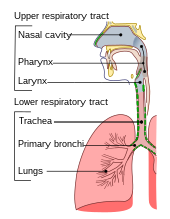 Upper respiratory tract
Nasal cavity
Pharynx
Larynx
Lower respiratory tract
Trachea
Primary bronchi
Lungs